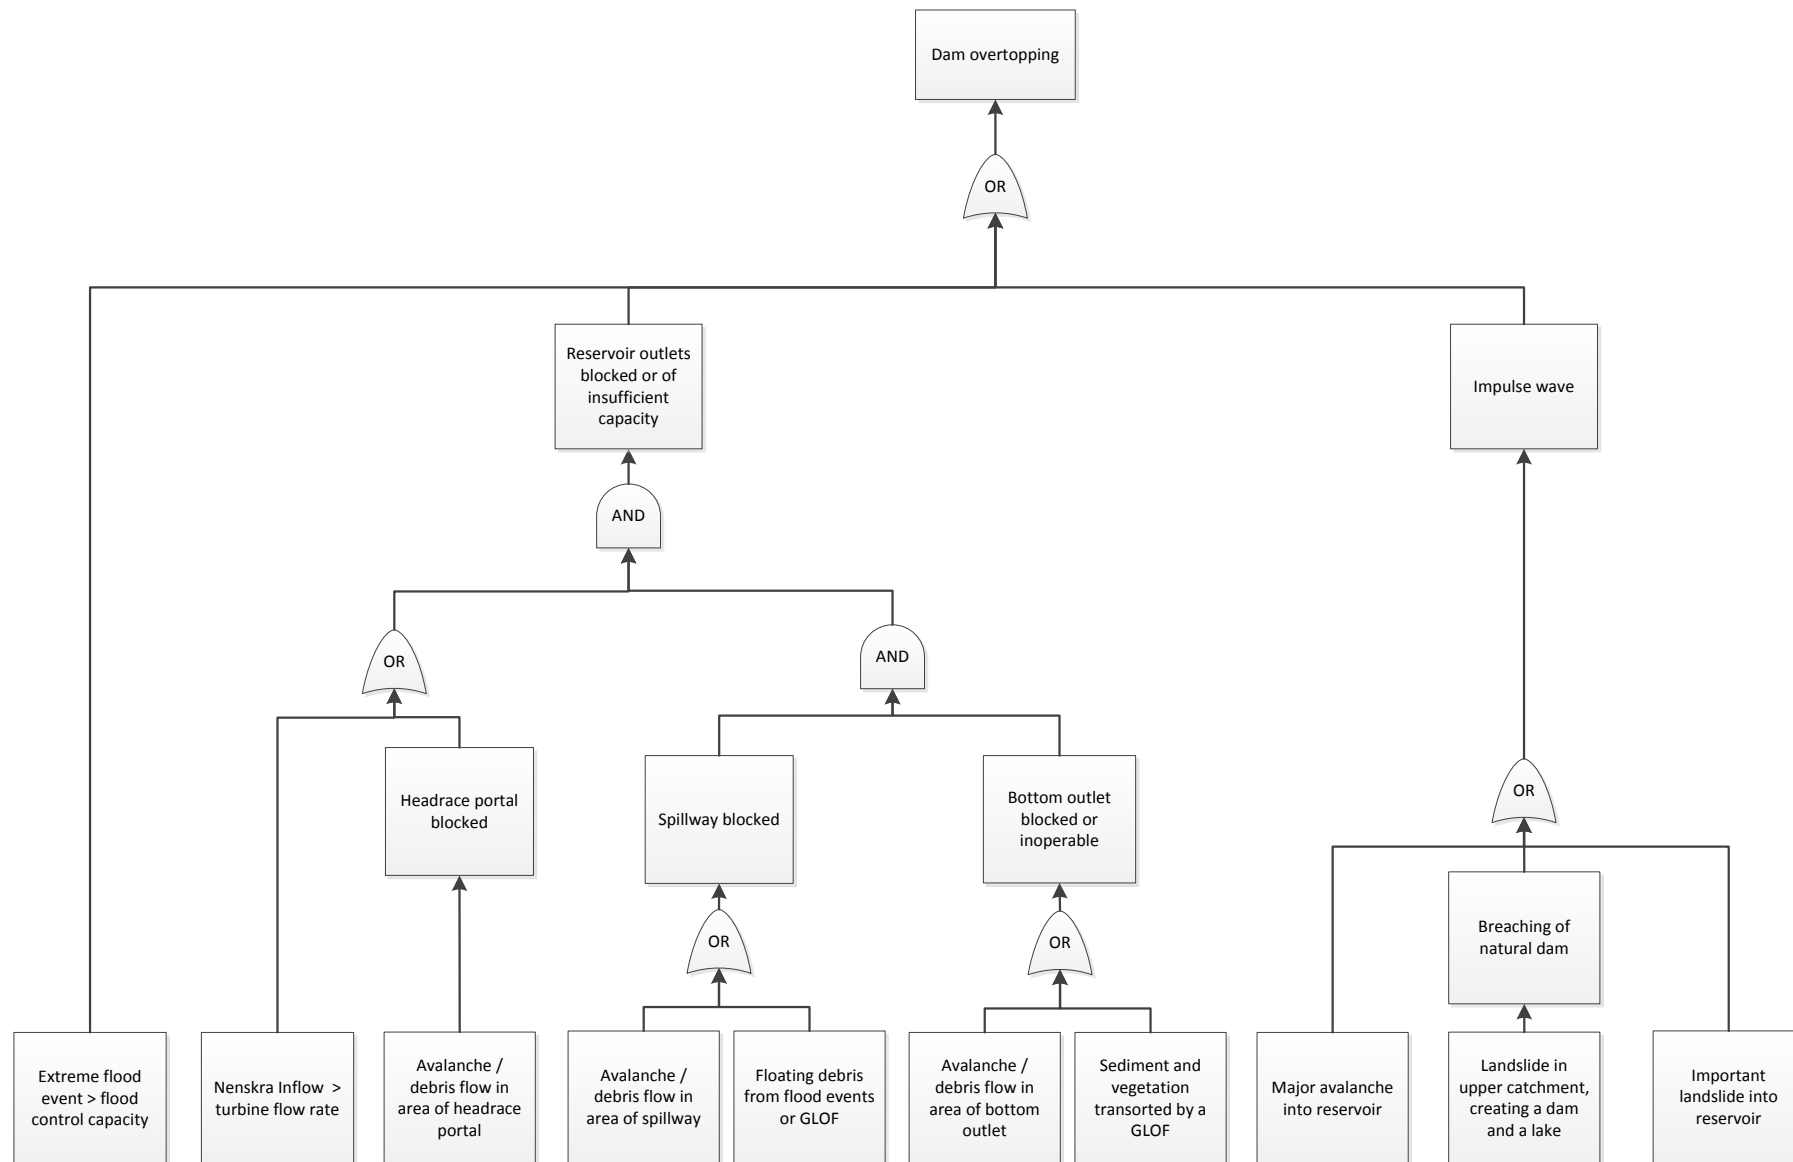 Dam overtopping
OR
Reservoir outlets
blocked or of
insufficient
capacity
Impulse wave
AND
OR
AND
Headrace portal
blocked
Spillway blocked
Bottom outlet
blocked or
inoperable
OR
OR
OR
Breaching of
natural dam
Extreme flood
event > flood
control capacity
Nenskra Inflow >
turbine flow rate
Avalanche /
debris flow in
area of headrace
portal
Avalanche /
debris flow in
area of spillway
Floating debris
from flood events
or GLOF
Avalanche /
debris flow in
area of bottom
outlet
Sediment and
vegetation
transorted by a
GLOF
Major avalanche
into reservoir
Landslide in
upper catchment,
creating a dam
and a lake
Important
landslide into
reservoir